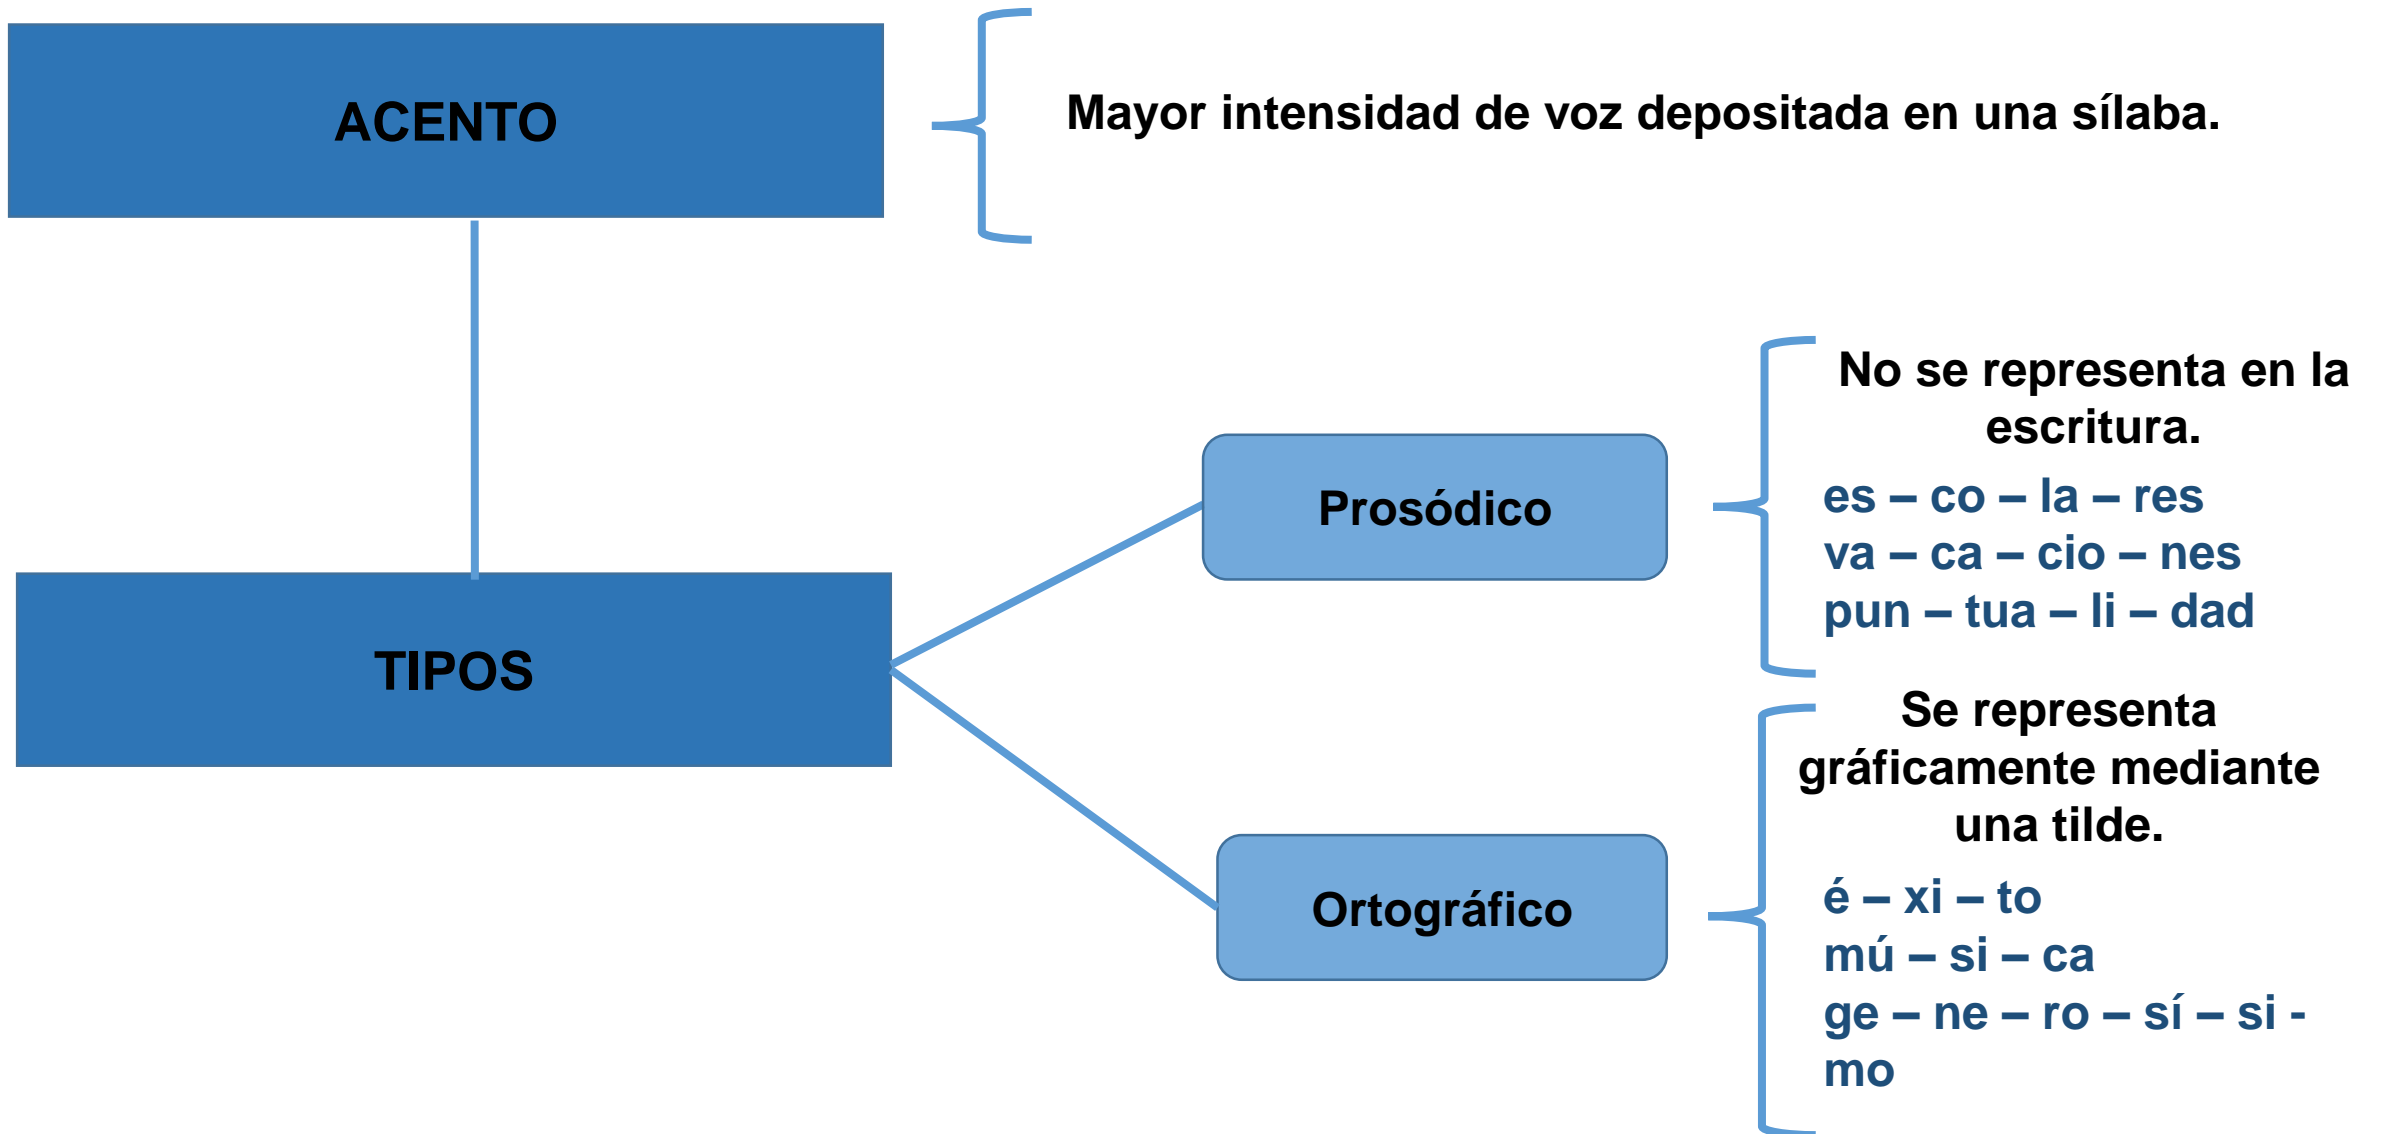 ACENTO
Mayor intensidad de voz depositada en una sílaba.
TIPOS
Prosódico
No se representa en la
escritura.
es – co – la – res
va – ca – cio – nes
pun – tua – li – dad
Ortográfico
Se representa
gráficamente mediante
una tilde.
é – xi – to
mú – si – ca
ge – ne – ro – sí – si -
mo